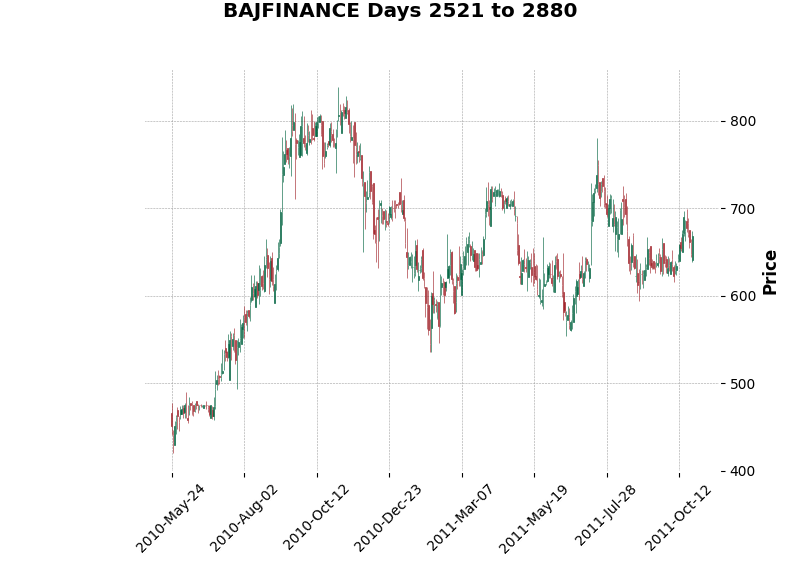 BAJFINANCE Days 2521 to 2880
800
700
600
500
400
Price
2010-May-24
2010-Aug-02
2010-Oct-12
2010-Dec-23
2011-Mar-07
2011-May-19
2011-Jul-28
2011-Oct-12